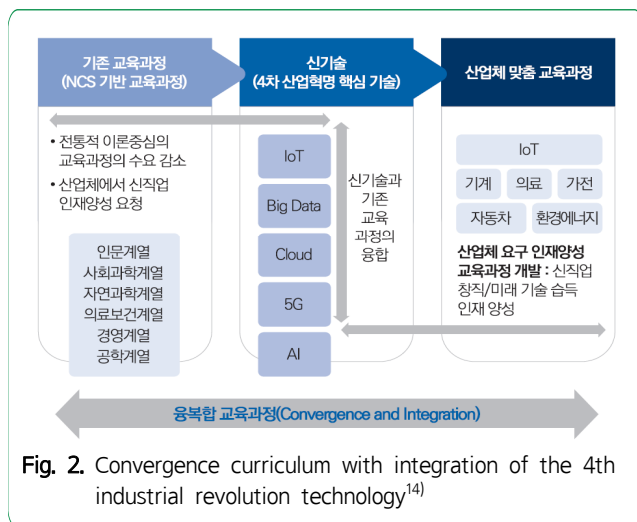 기존 교육과정
(NCS 기반 교육과정)
신기술
(4차 산업혁명 핵심 기술)
산업체 맞춤 교육과정
• 전통적 이론중심의
교육과정의 수요 감소
• 산업체에서 신직업
인재양성 요청
인문계열
사회과학계열
자연과학계열
의료보건계열
경영계열
공학계열
IoT
Big Data
Cloud
5G
AI
신기술과
기존
교육
과정의
융합
IoT
기계 의료 가전
자동차 환경에너지
산업체 요구 인재양성
교육과정 개발 : 신직업
창직/미래 기술 습득
인재 양성
융복합 교육과정(Convergence and Integration)
Fig. 2. Convergence curriculum with integration of the 4th
industrial revolution technology14)